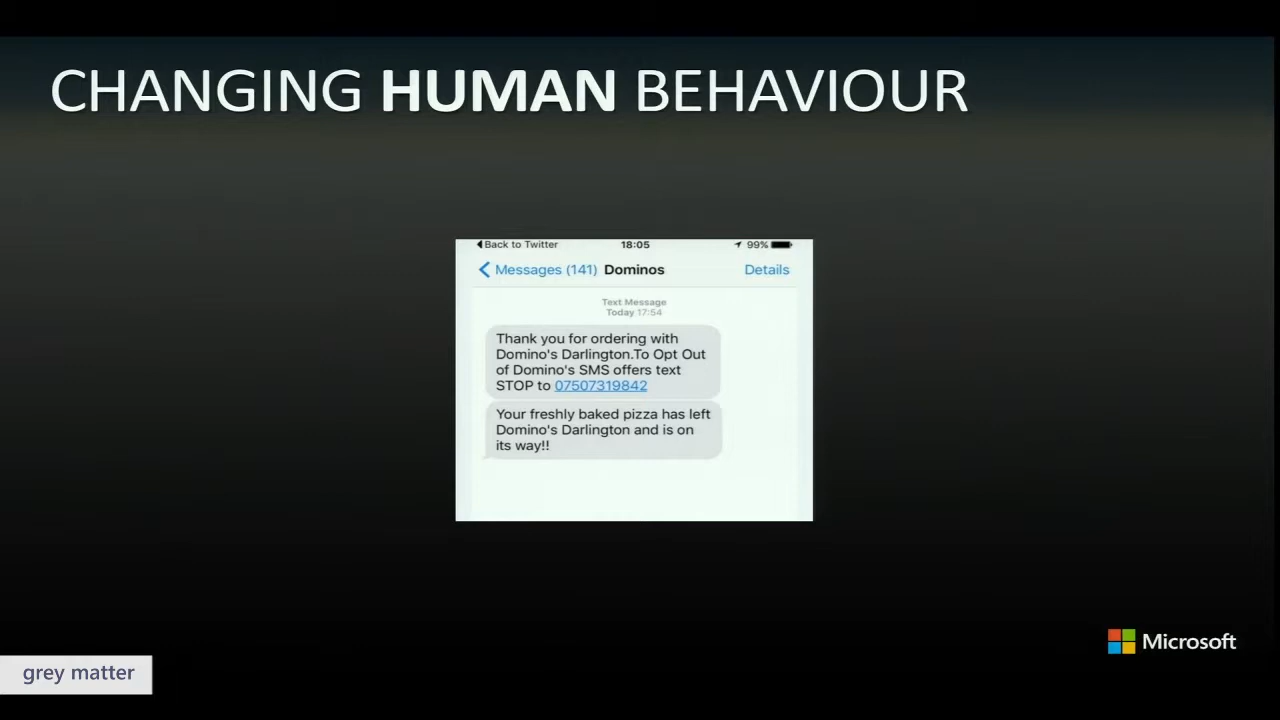 CHANGING HUMAN BEHAVIOUR
Back to Twitter 18:05 99%
Messages (141) Dominos Details
Text Message
Today 17:54
Thank you for ordering with
Domino's Darlington.To Opt Out
of Domino's SMS offers text
STOP to 07507319842
Your freshly baked pizza has left
Domino's Darlington and is on
its way!!
Microsoft
grey matter